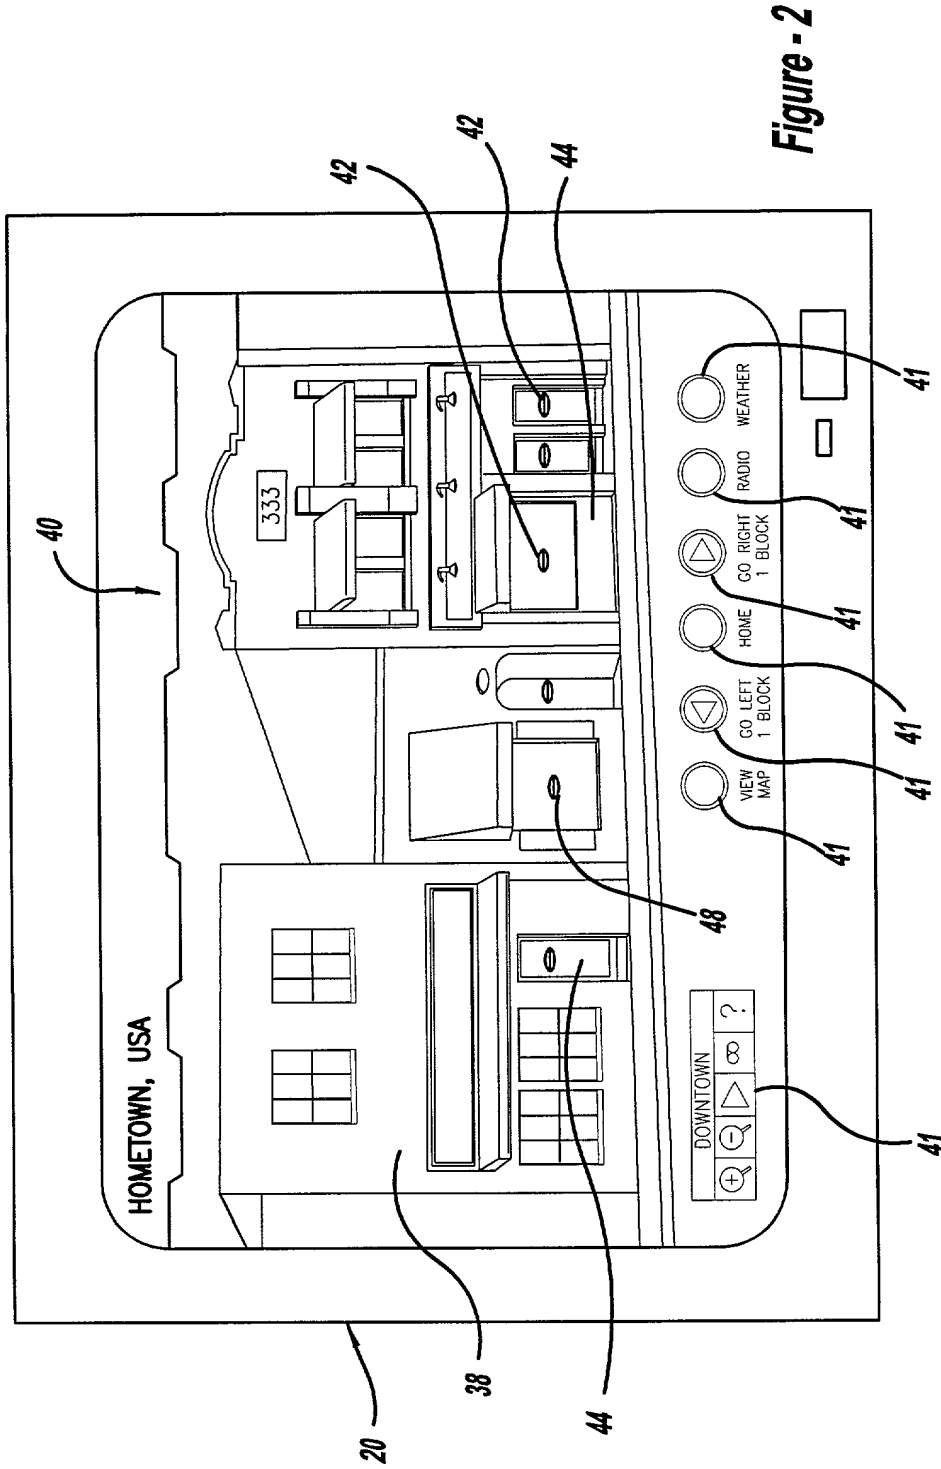 HOMETOWN, USA
40
42
42
44
333
38
20
44
48
DOWNTOWN
?
41
VIEW
MAP
41
GO LEFT
1 BLOCK
41
HOME
41
GO RIGHT
1 BLOCK
41
RADIO
41
WEATHER
41
Figure - 2